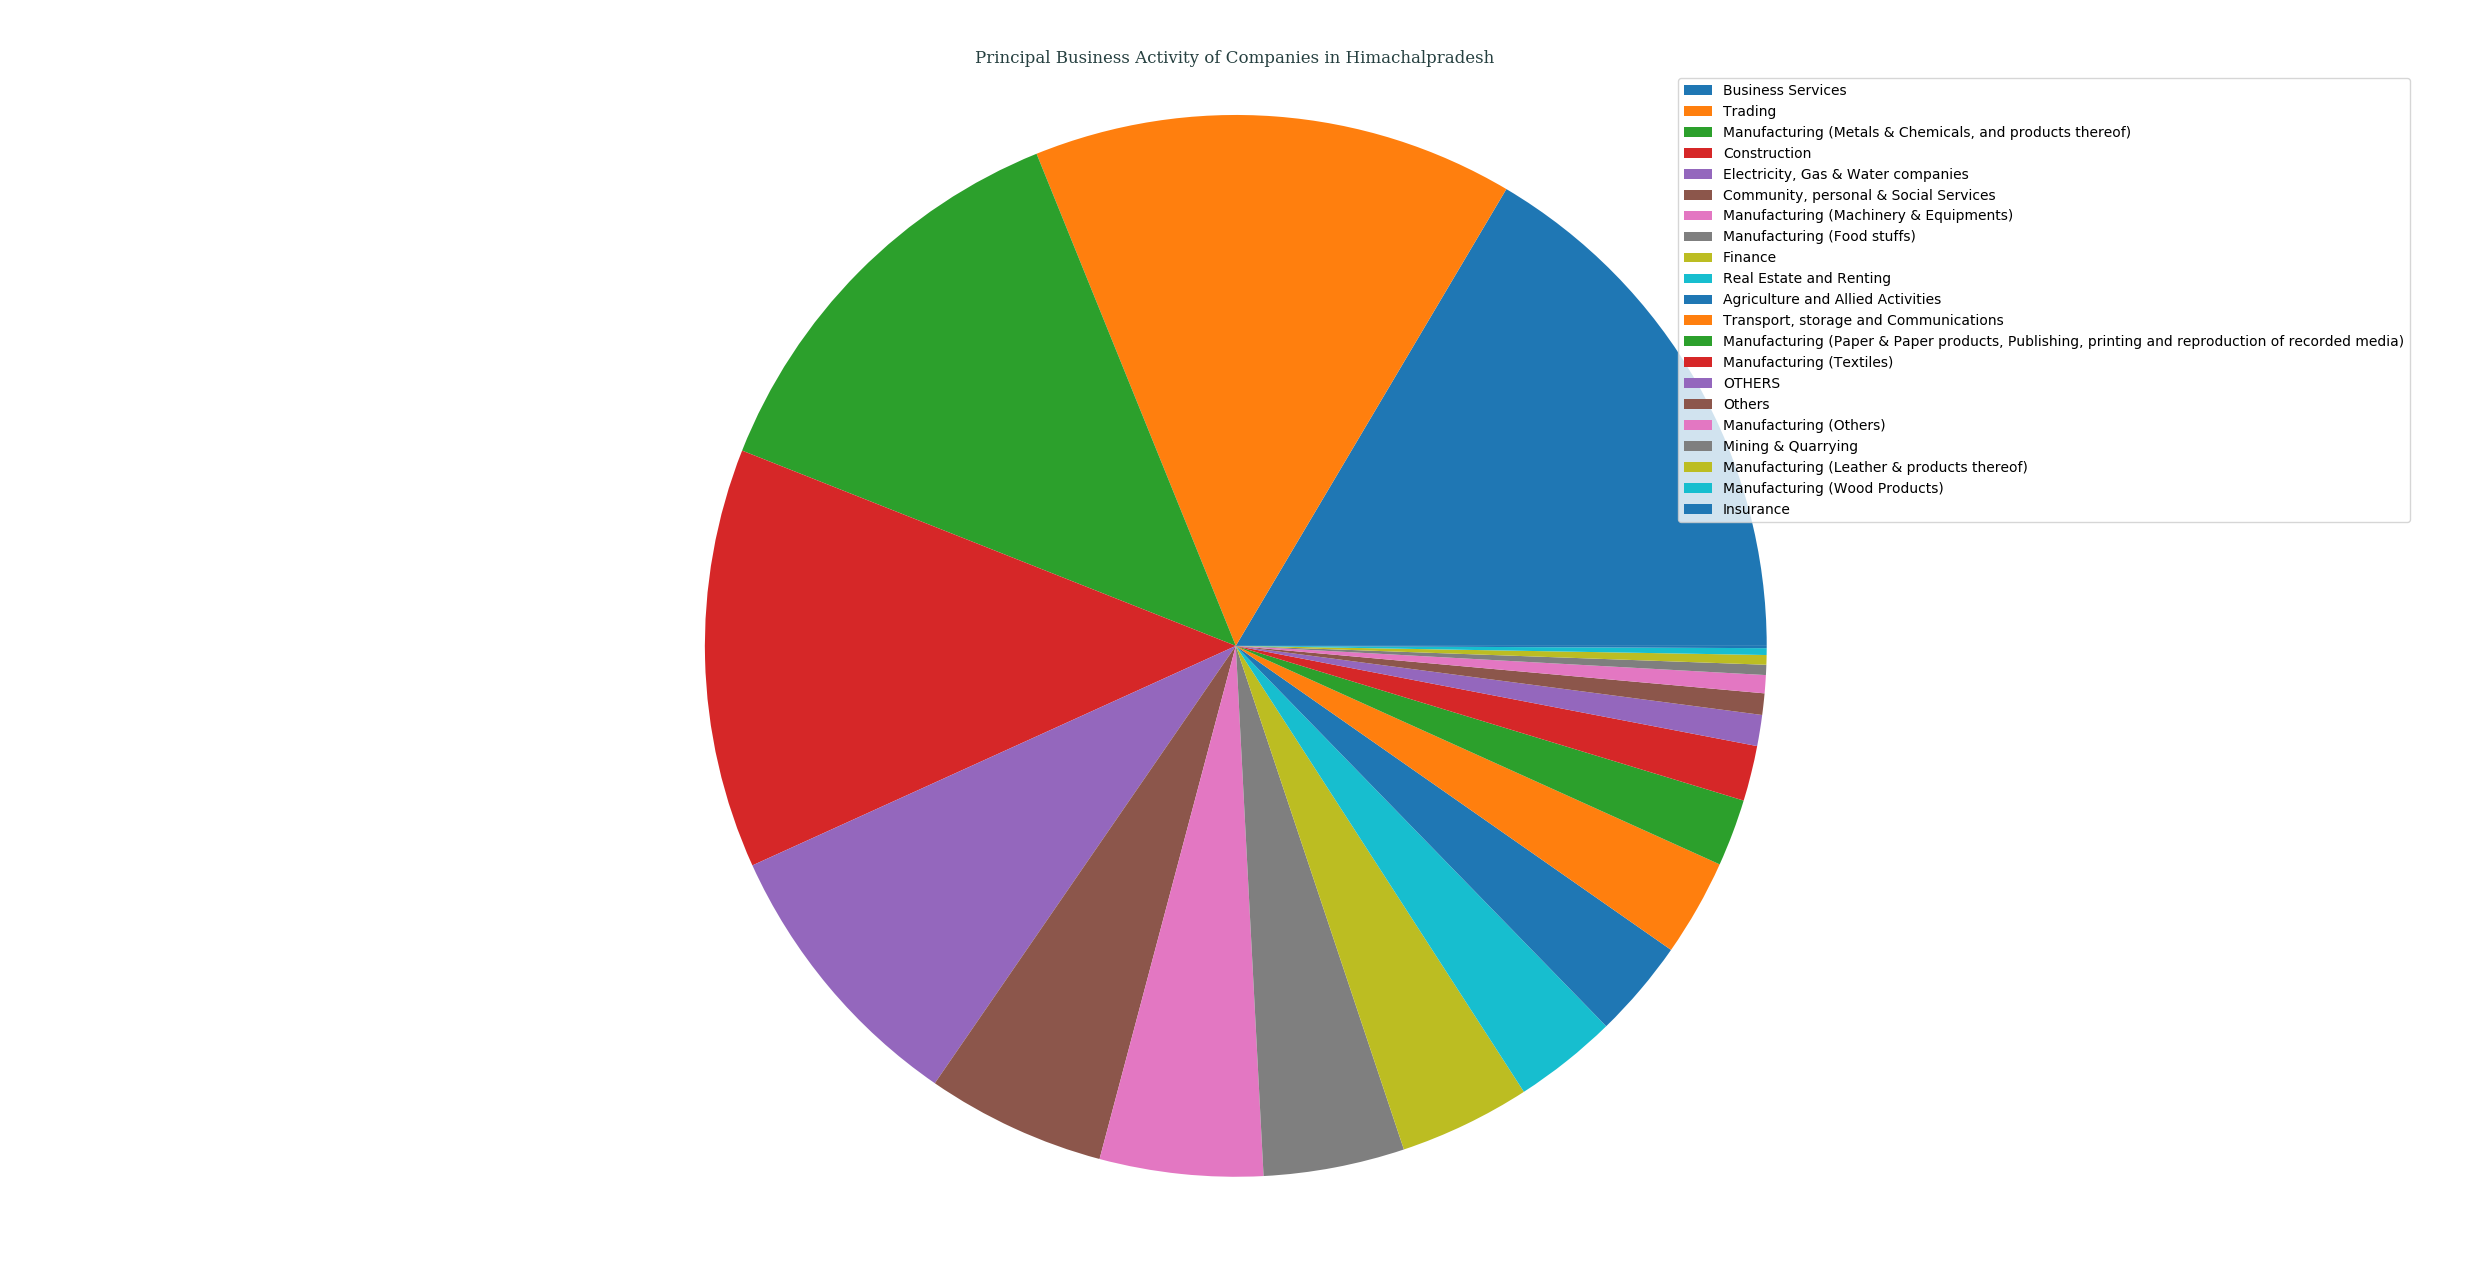 Principal Business Activity of Companies in Himachalpradesh
Business Services
Trading
Manufacturing (Metals & Chemicals, and products thereof)
Construction
Electricity, Gas & Water companies
Community, personal & Social Services
Manufacturing (Machinery & Equipments)
Manufacturing (Food stuffs)
Finance
Real Estate and Renting
Agriculture and Allied Activities
Transport, storage and Communications
Manufacturing (Paper & Paper products, Publishing, printing and reproduction of recorded media)
Manufacturing (Textiles)
OTHERS
Others
Manufacturing (Others)
Mining & Quarrying
Manufacturing (Leather & products thereof)
Manufacturing (Wood Products)
Insurance